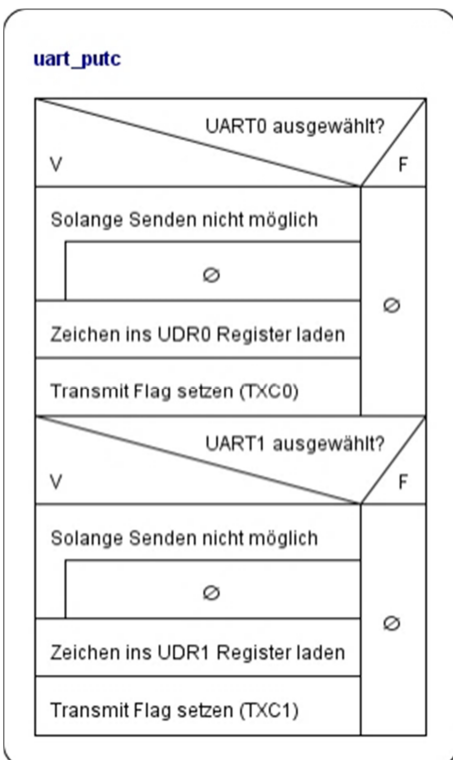 uart_putc
UART0 ausgewählt?
V
F
Solange Senden nicht möglich
∅
∅
Zeichen ins UDR0 Register laden
Transmit Flag setzen (TXC0)
UART1 ausgewählt?
V
F
Solange Senden nicht möglich
∅
∅
Zeichen ins UDR1 Register laden
Transmit Flag setzen (TXC1)